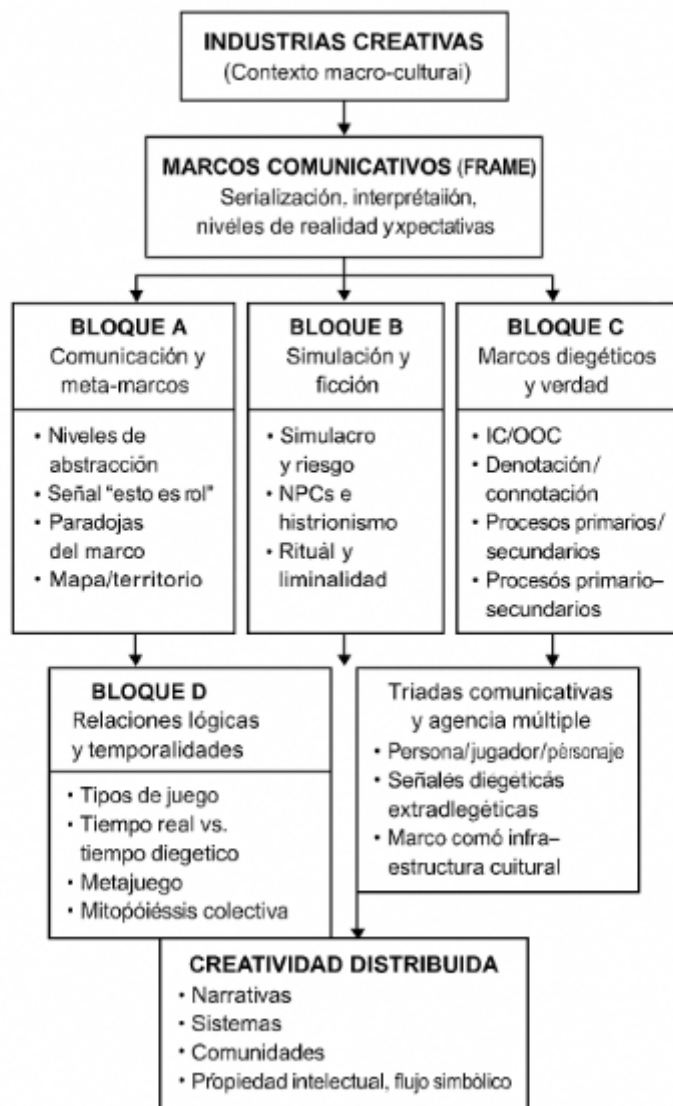 INDUSTRIAS CREATIVAS
(Contexto macro-culturai)
MARCOS COMUNICATIVOS (FRAME)
Serialización, interprétaiión,
niveles de realidad yxpectativas
BLOQUE A
Comunicación y
meta-marcos
• Niveles de
abstracción
• Señal "esto es rol"
• Paradojas
del marco
• Mapa/territorio
BLOQUE B
Simulación y
ficción
• Simulacro
y riesgo
• NPCs e
histrionismo
• Rituál y
liminalidad
BLOQUE C
Marcos diegéticos
y verdad
• IC/OOC
• Denotación/
connotación
• Procesos primarios/
secundarios
• Procesós primario–
secundarios
BLOQUE D
Relaciones lógicas
y temporalidades
• Tipos de juego
• Tiempo real vs.
tiempo diegetico
• Metajuego
• Mitopóiéssis colectiva
Triadas comunicativas
y agencia múltiple
• Persona/jugador/pérsonaje
• Señalés diegéticás
extradlegéticas
• Marco comó infra–
estructura cuitural
CREATIVIDAD DISTRIBUIDA
• Narrativas
• Sistemas
• Comunidades
• Propiedad intelectual, flujo simbòlico